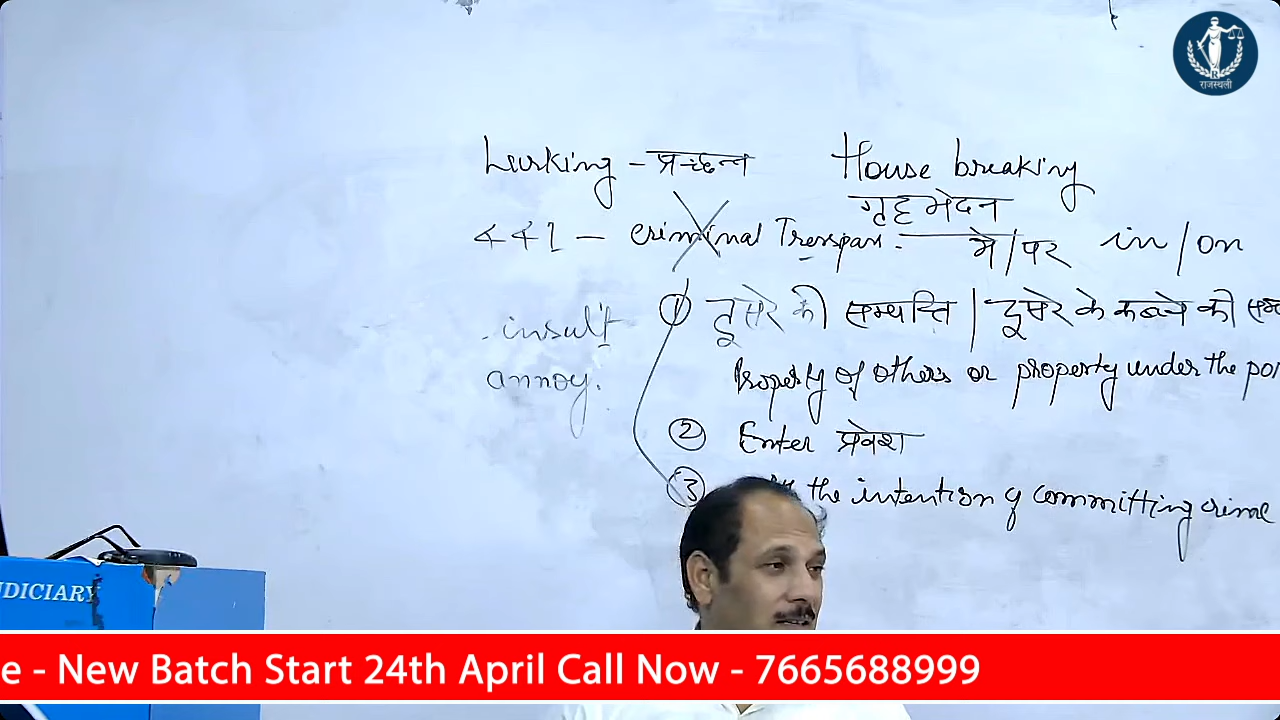 राजस्थली
Lurking - प्रच्छन्न House breaking
गृहभेदन
441 - criminal Tresspass. में/पर in/on
① दूसरे की सम्पत्ति | दूसरे के कब्जे की
insult
annoy.
Property of others or property under the
② Enter प्रवेश
③ the intention of committing crime
JDICIARY
e - New Batch Start 24th April Call Now - 7665688999